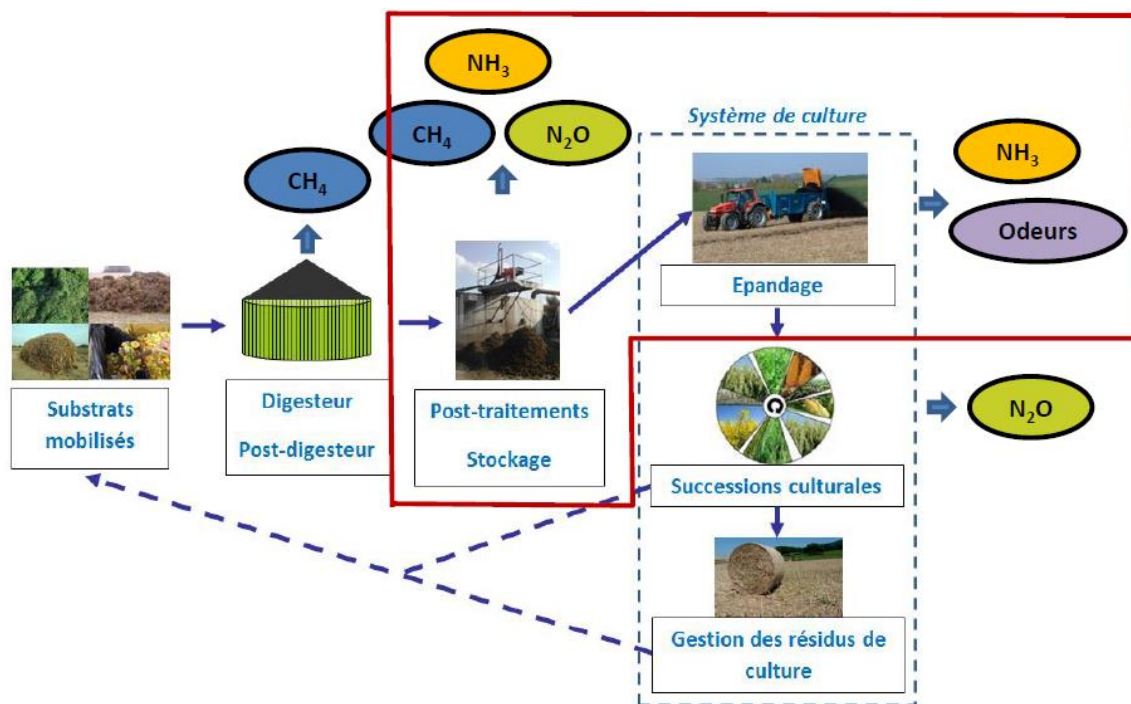 NH₃
CH₄
N₂O
CH₄
Système de culture
NH₃
Odeurs
Epandage
Substrats
mobilisés
Digesteur
Post-digesteur
Post-traitements
Stockage
N₂O
Successions culturales
Gestion des résidus de
culture